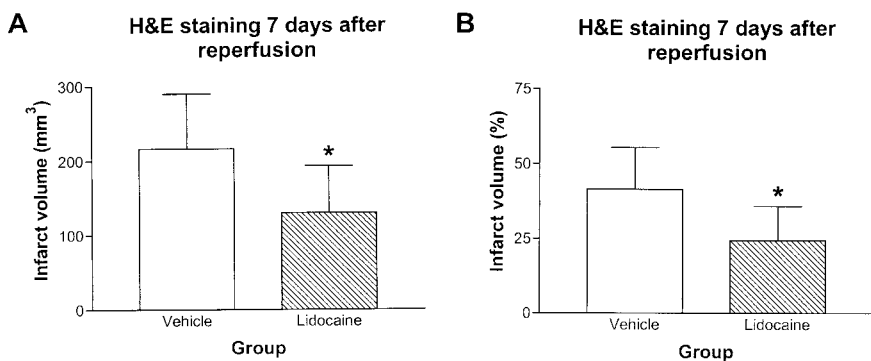 A
H&E staining 7 days after
reperfusion
Infarct volume (mm³)
300
200
100
0
*
Vehicle
Lidocaine
Group
B
H&E staining 7 days after
reperfusion
Infarct volume (%)
75
50
25
0
*
Vehicle
Lidocaine
Group